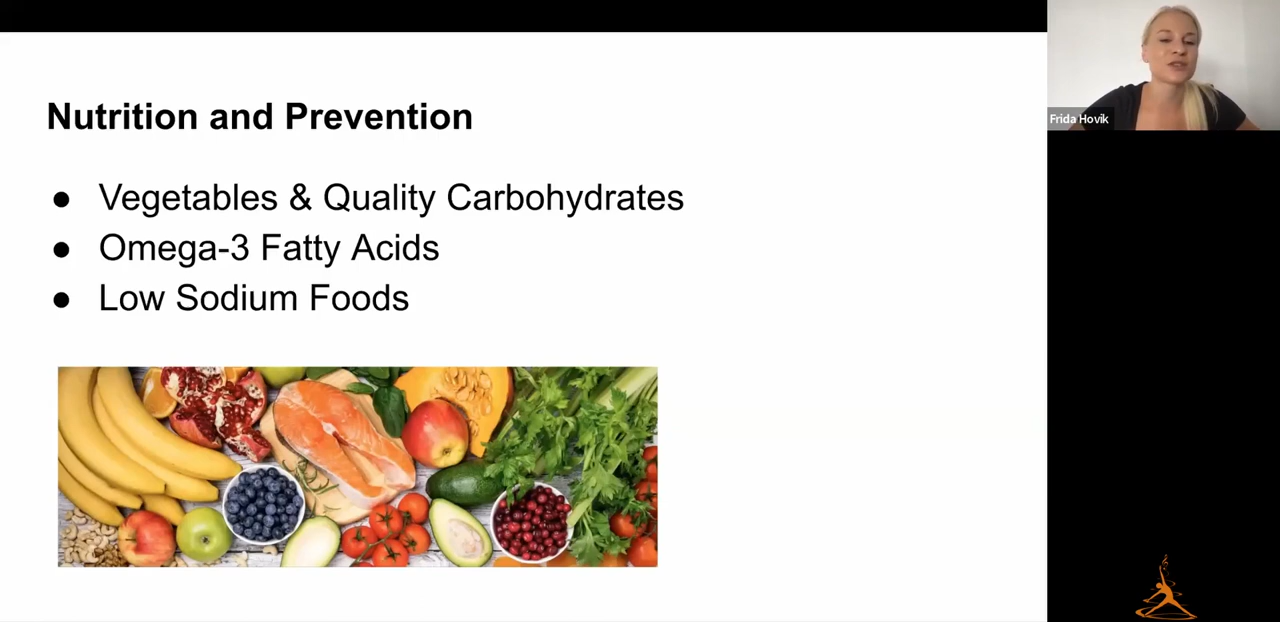 Nutrition and Prevention
● Vegetables & Quality Carbohydrates
● Omega-3 Fatty Acids
● Low Sodium Foods
Frida Hovik